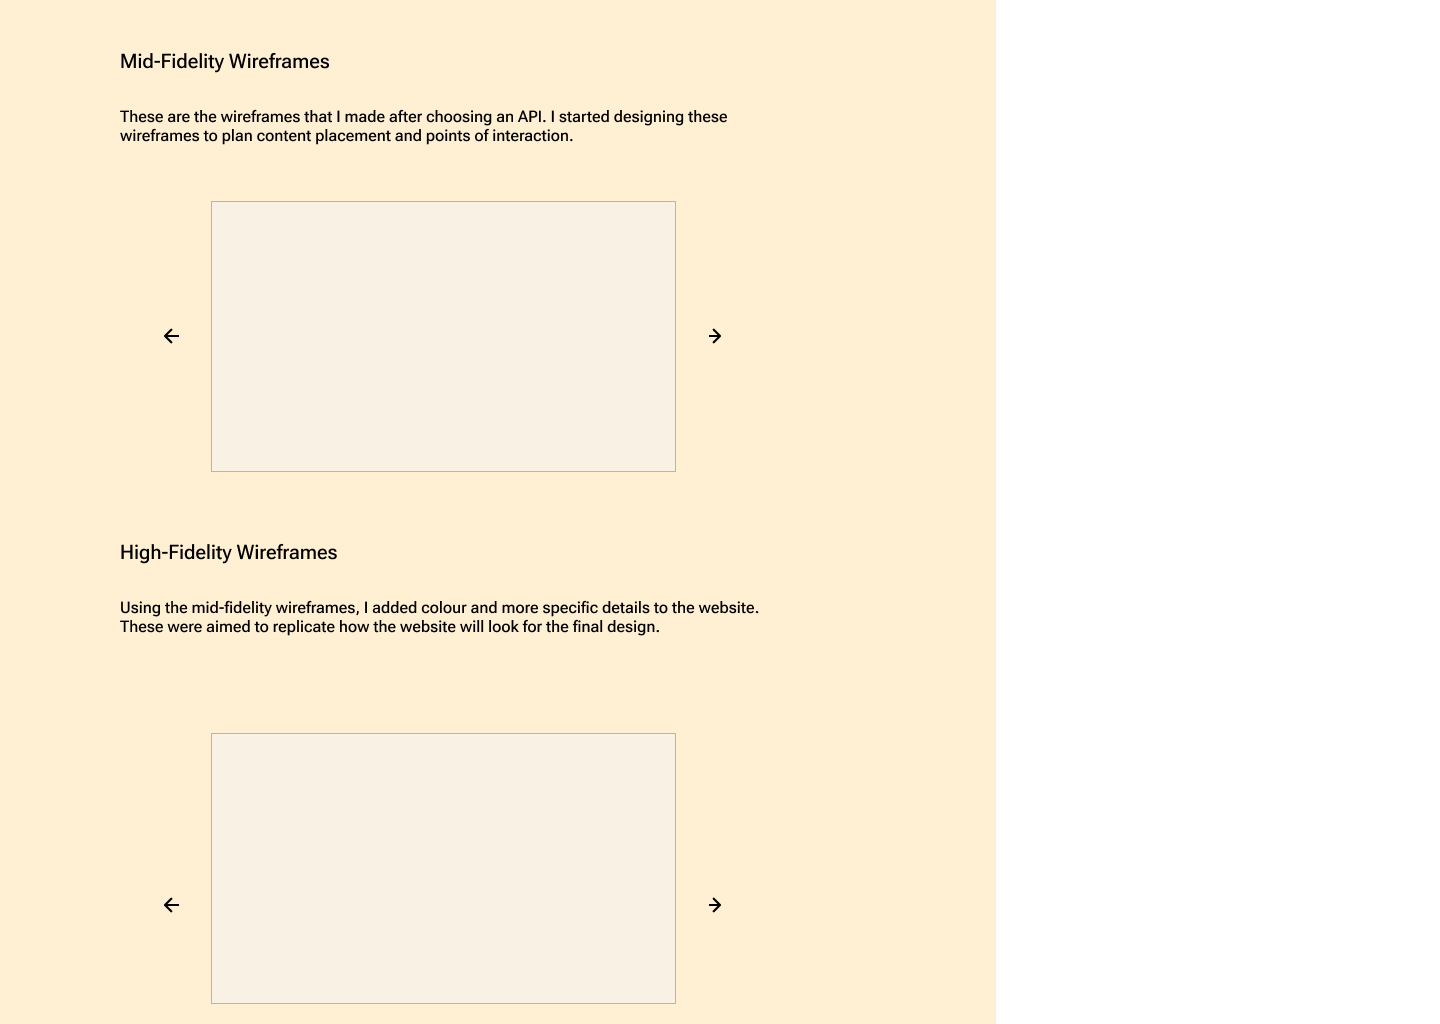 Mid-Fidelity Wireframes
These are the wireframes that I made after choosing an API. I started designing these
wireframes to plan content placement and points of interaction.
High-Fidelity Wireframes
Using the mid-fidelity wireframes, I added colour and more specific details to the website.
These were aimed to replicate how the website will look for the final design.